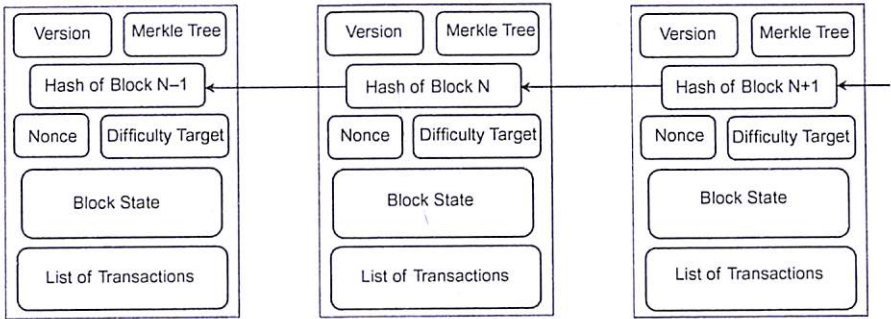 Version Merkle Tree
Hash of Block N–1
Nonce Difficulty Target
Block State
List of Transactions
Version Merkle Tree
Hash of Block N
Nonce Difficulty Target
Block State
List of Transactions
Version Merkle Tree
Hash of Block N+1
Nonce Difficulty Target
Block State
List of Transactions